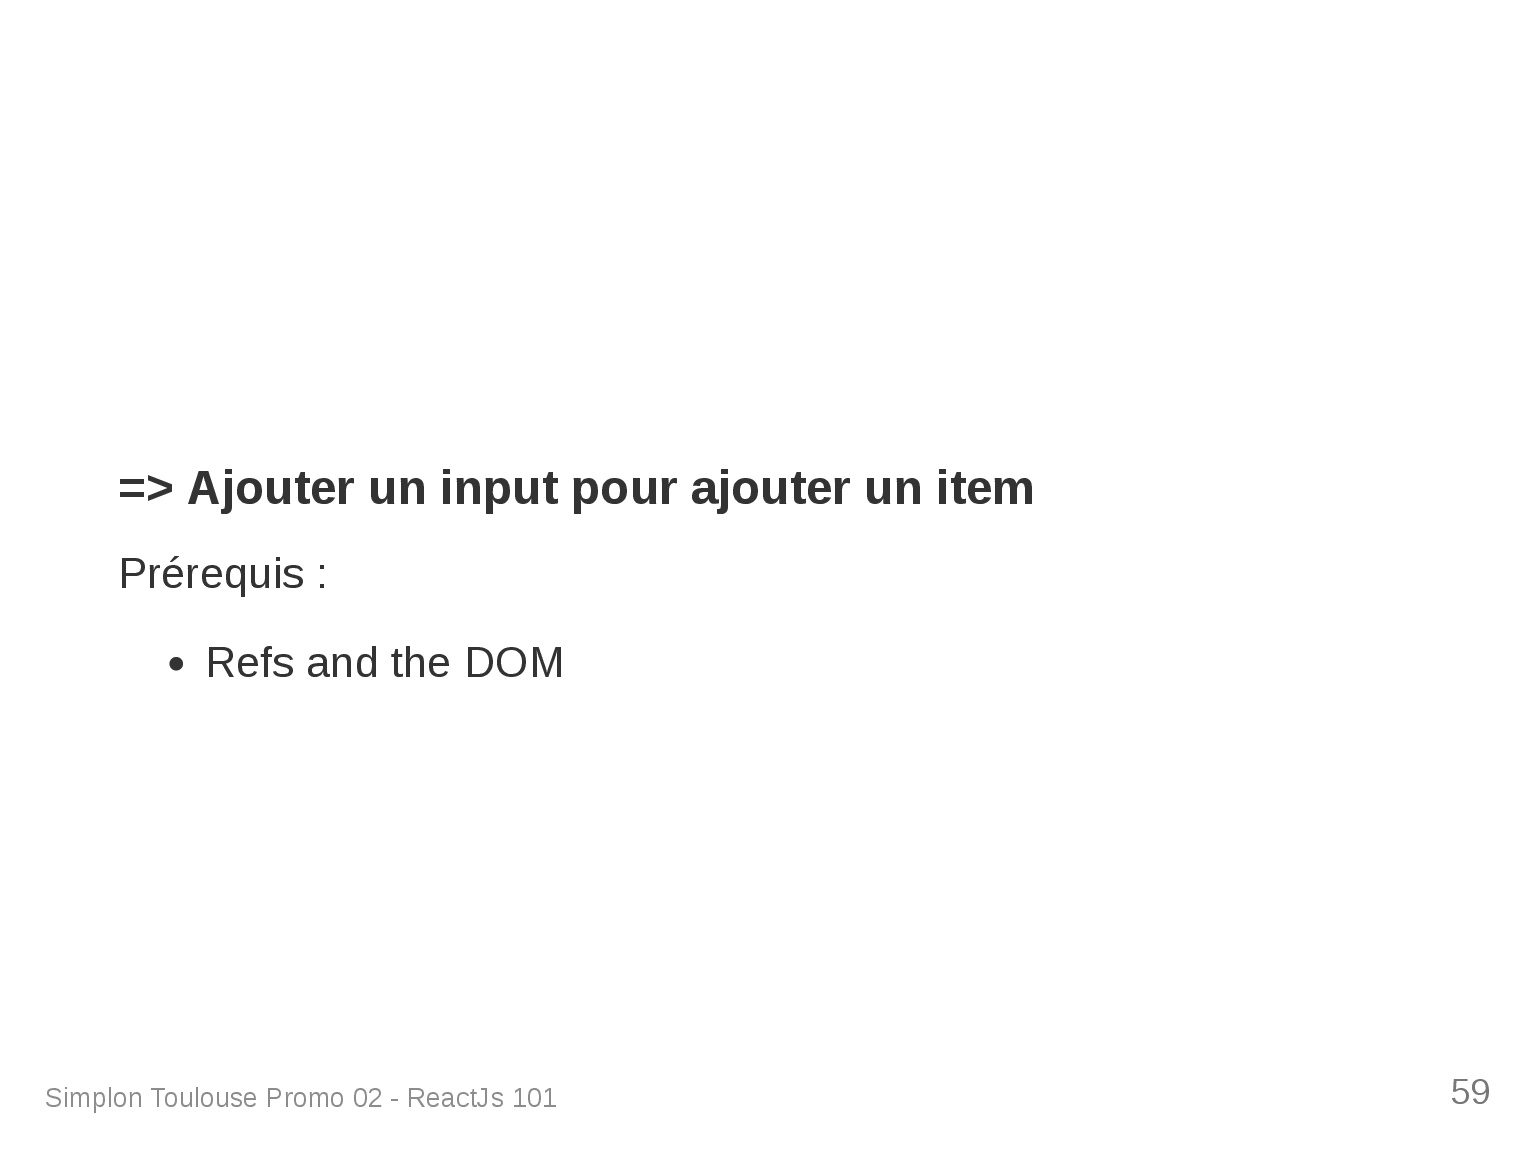 => Ajouter un input pour ajouter un item
Prérequis :
• Refs and the DOM
Simplon Toulouse Promo 02 - ReactJs 101
59